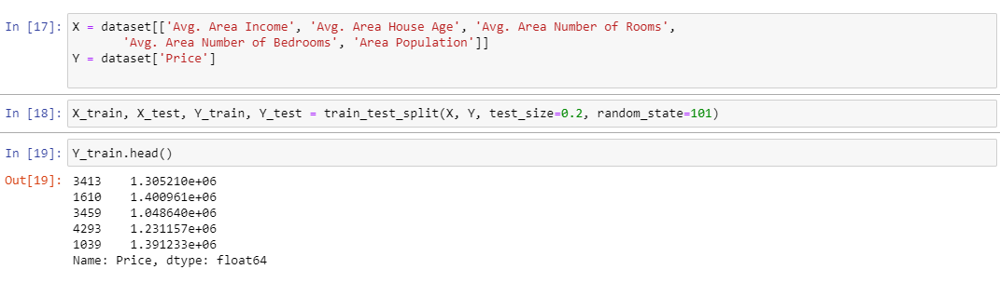 In [17]: X = dataset[['Avg. Area Income', 'Avg. Area House Age', 'Avg. Area Number of Rooms',
'Avg. Area Number of Bedrooms', 'Area Population']]
Y = dataset['Price']
In [18]: X_train, X_test, Y_train, Y_test = train_test_split(X, Y, test_size=0.2, random_state=101)
In [19]: Y_train.head()
Out[19]: 3413    1.305210e+06
1610    1.400961e+06
3459    1.048640e+06
4293    1.231157e+06
1039    1.391233e+06
Name: Price, dtype: float64